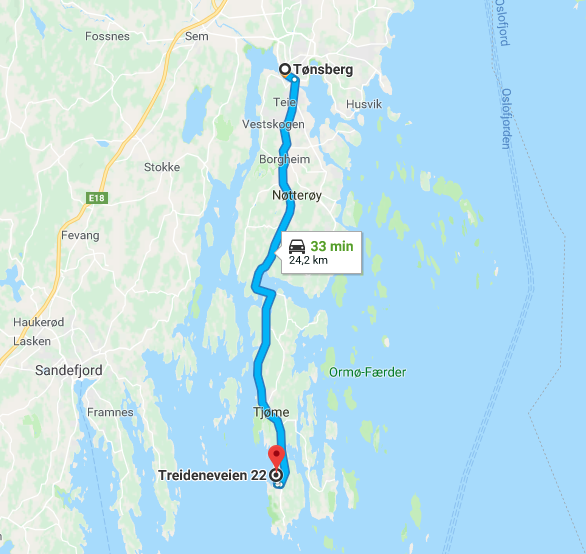 Oslofjord
Fossnes
Sem
Tønsberg
Oslofjorden
Teie
Husvik
Vestskogen
Borgheim
Stokke
E18
Nøtterøy
Fevang
33 min
24,2 km
Haukerød
Lasken
Sandefjord
Ormø-Færder
Framnes
Tjøme
Treideneveien 22